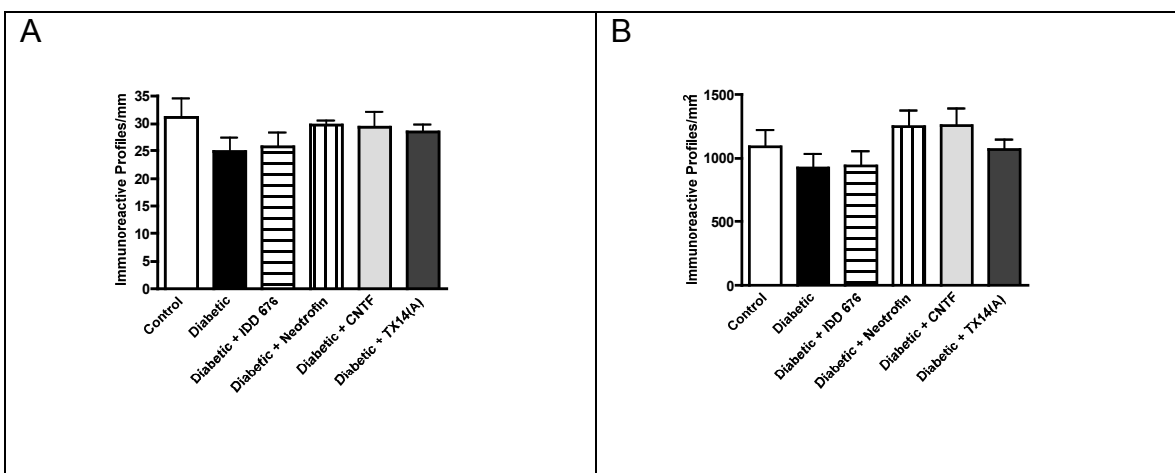 A
Immunoreactive Profiles/mm
35
30
25
20
15
10
5
0
Control
Diabetic
Diabetic + IDD 676
Diabetic + Neotrofin
Diabetic + CNTF
Diabetic + TX14(A)
B
Immunoreactive Profiles/mm²
1500
1000
500
0
Control
Diabetic
Diabetic + IDD 676
Diabetic + Neotrofin
Diabetic + CNTF
Diabetic + TX14(A)